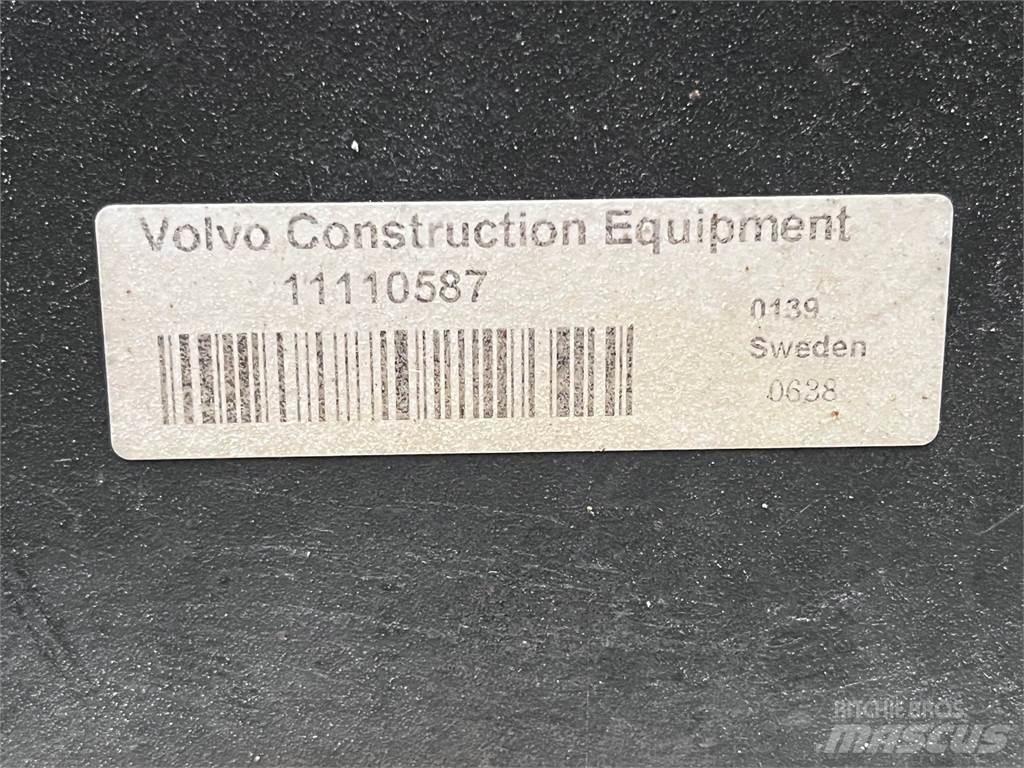 Volvo Construction Equipment
11110587
0139
Sweden
0638
RITCHIE BROS.
MASCUS